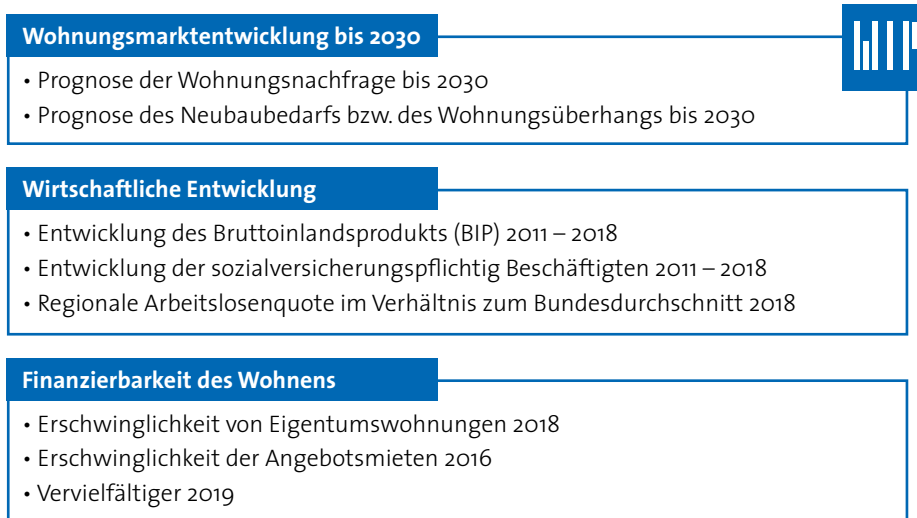 Wohnungsmarktentwicklung bis 2030
• Prognose der Wohnungsnachfrage bis 2030
• Prognose des Neubaubedarfs bzw. des Wohnungsüberhangs bis 2030
Wirtschaftliche Entwicklung
• Entwicklung des Bruttoinlandsprodukts (BIP) 2011 – 2018
• Entwicklung der sozialversicherungspflichtig Beschäftigten 2011 – 2018
• Regionale Arbeitslosenquote im Verhältnis zum Bundesdurchschnitt 2018
Finanzierbarkeit des Wohnens
• Erschwinglichkeit von Eigentumswohnungen 2018
• Erschwinglichkeit der Angebotsmieten 2016
• Vervielfältiger 2019